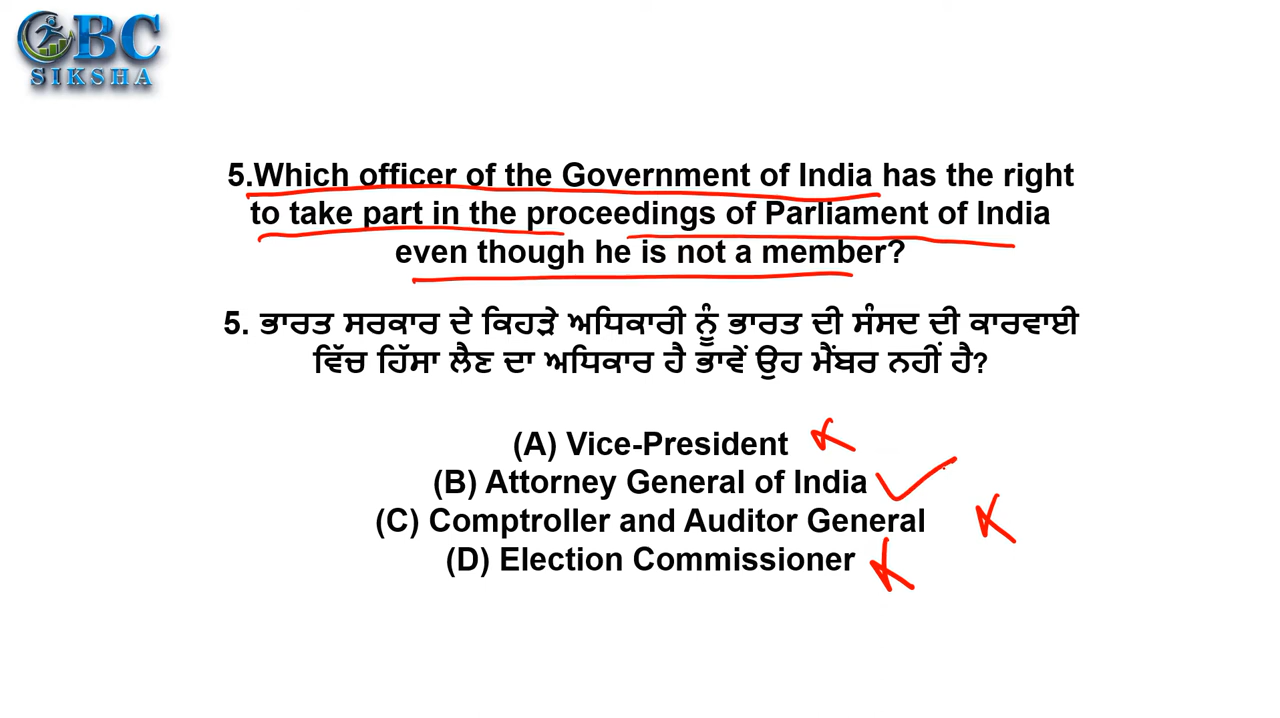 OBC
SIKSHA
5.Which officer of the Government of India has the right
to take part in the proceedings of Parliament of India
even though he is not a member?
5. ਭਾਰਤ ਸਰਕਾਰ ਦੇ ਕਿਹੜੇ ਅਧਿਕਾਰੀ ਨੂੰ ਭਾਰਤ ਦੀ ਸੰਸਦ ਦੀ ਕਾਰਵਾਈ
ਵਿੱਚ ਹਿੱਸਾ ਲੈਣ ਦਾ ਅਧਿਕਾਰ ਹੈ ਭਾਵੇਂ ਉਹ ਮੈਂਬਰ ਨਹੀਂ ਹੈ?
(A) Vice-President
(B) Attorney General of India
(C) Comptroller and Auditor General
(D) Election Commissioner